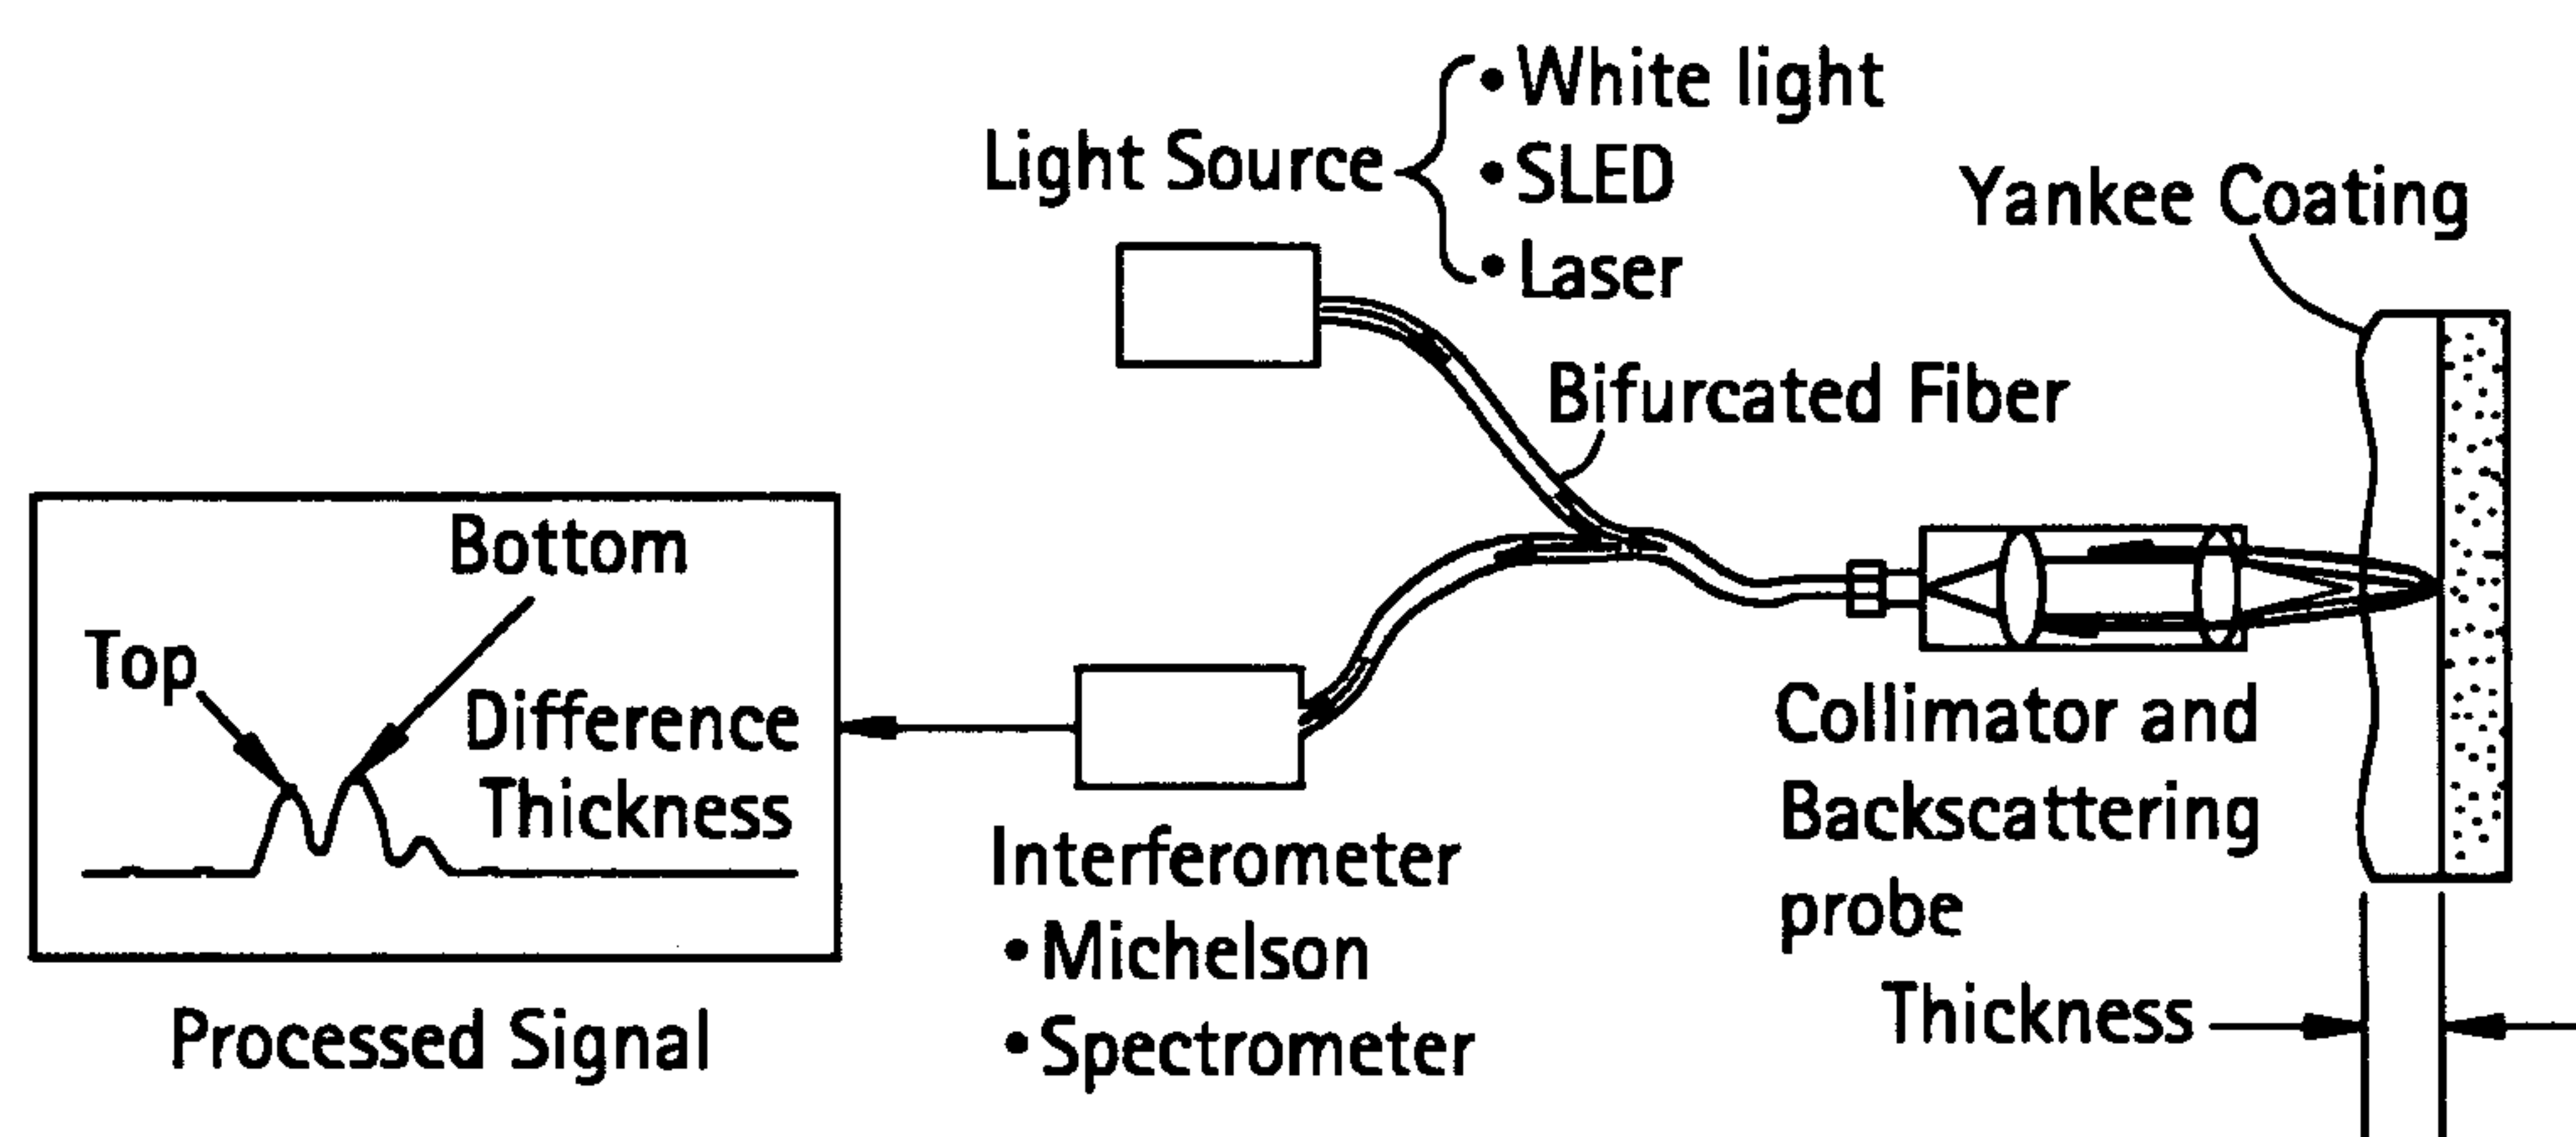 Light Source
• White light
• SLED
• Laser
Yankee Coating
Bifurcated Fiber
Bottom
Top
Difference
Thickness
Processed Signal
Interferometer
• Michelson
• Spectrometer
Collimator and
Backscattering
probe
Thickness